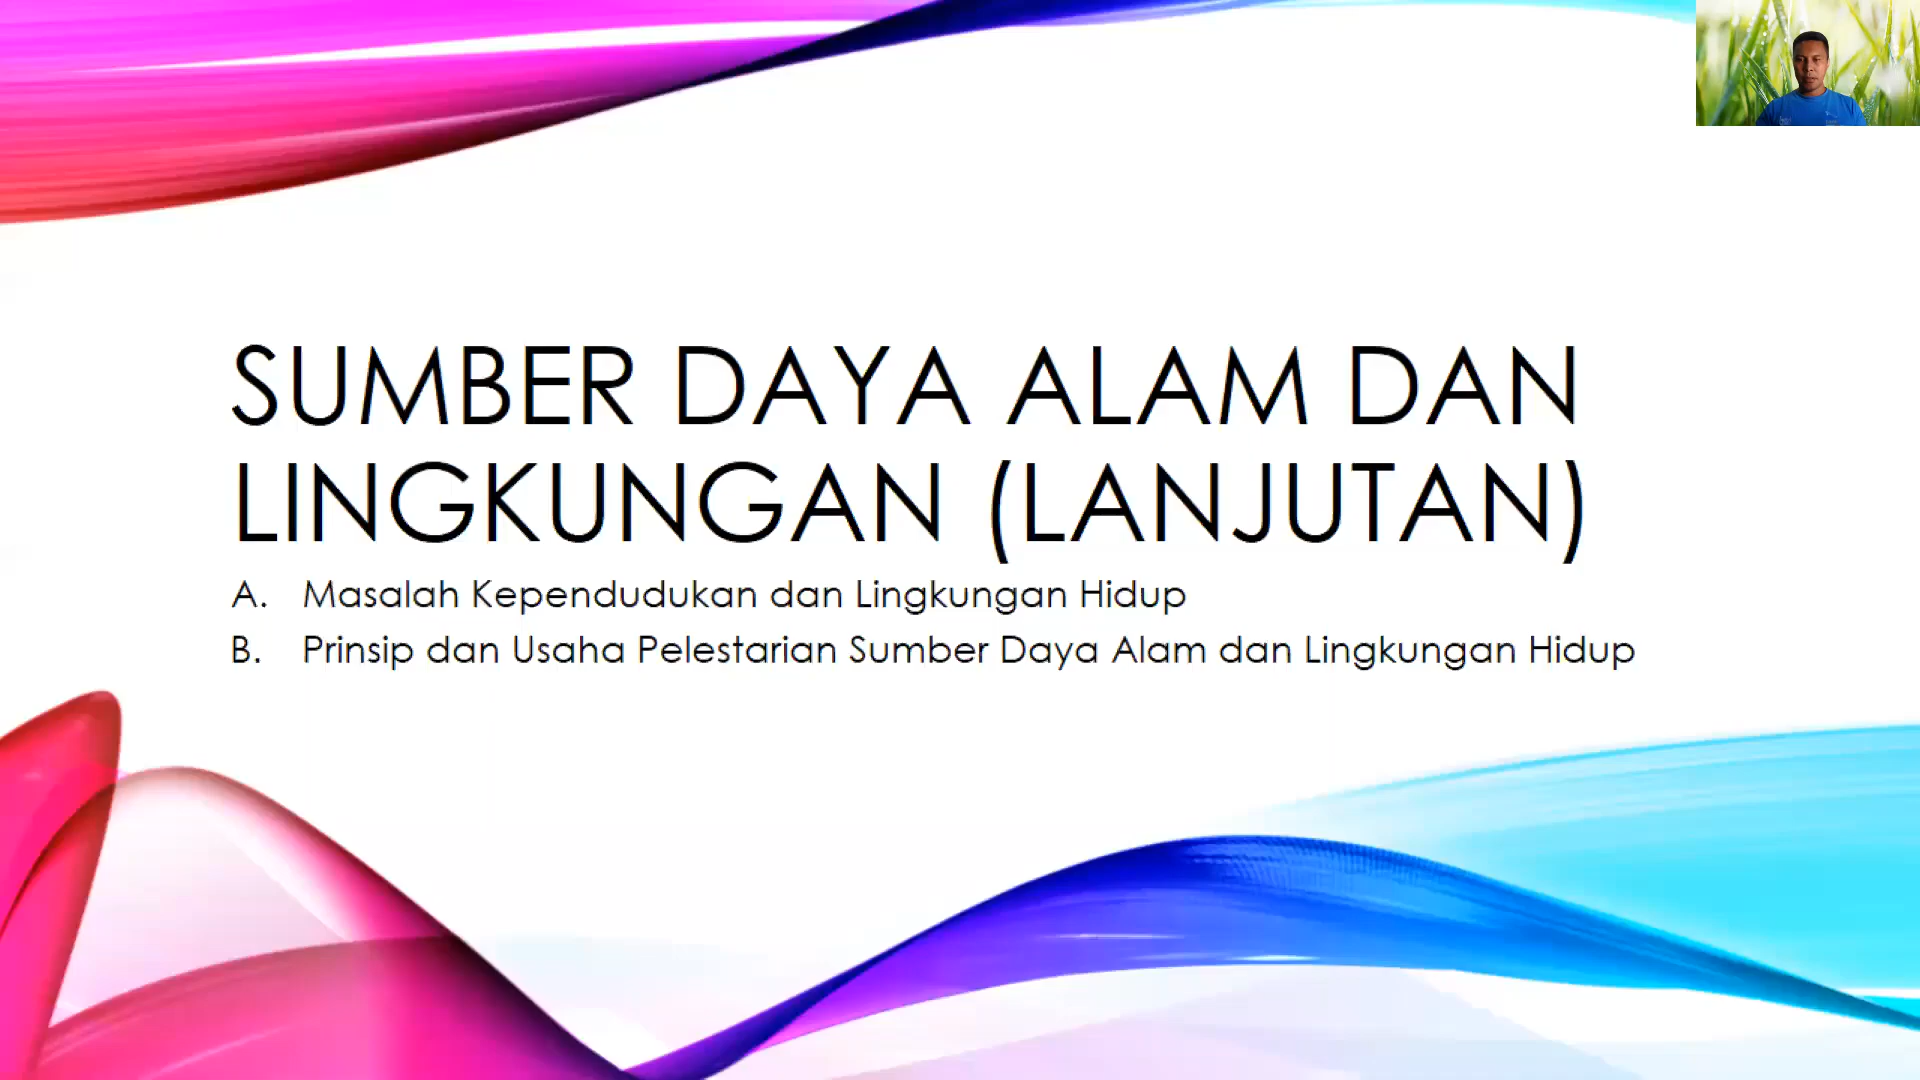 SUMBER DAYA ALAM DAN
LINGKUNGAN (LANJUTAN)
A. Masalah Kependudukan dan Lingkungan Hidup
B. Prinsip dan Usaha Pelestarian Sumber Daya Alam dan Lingkungan Hidup